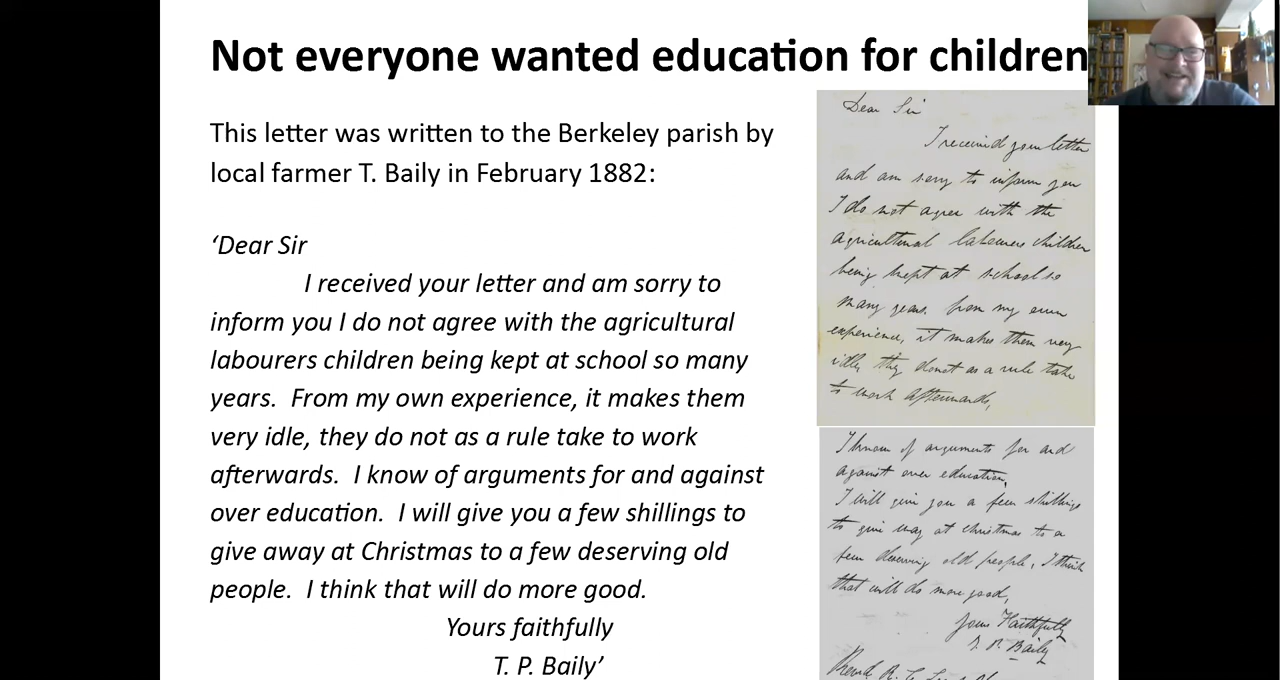 Not everyone wanted education for children
This letter was written to the Berkeley parish by
local farmer T. Baily in February 1882:
‘Dear Sir
I received your letter and am sorry to
inform you I do not agree with the agricultural
labourers children being kept at school so many
years.  From my own experience, it makes them
very idle, they do not as a rule take to work
afterwards.  I know of arguments for and against
over education.  I will give you a few shillings to
give away at Christmas to a few deserving old
people.  I think that will do more good.
Yours faithfully
T. P. Baily’
Dear Sir
I received your letter
and am sorry to inform you
I do not agree with the
agricultural labourers children
being kept at school so
many years. From my own
experience, it makes them very
idle, they do not as a rule take
to work afterwards,
I know of arguments for and
against over education,
I will give you a few shillings
to give away at Christmas to a
few deserving old people, I think
that will do more good,
Yours Faithfully
T. P. Baily
Revd R. C.